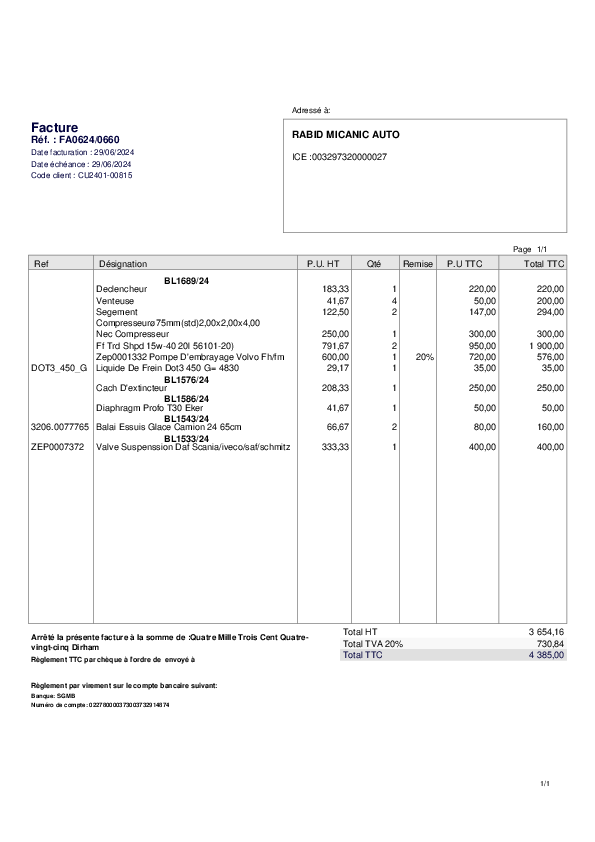 Adressé à:
Facture
Réf. : FA0624/0660
Date facturation : 29/06/2024
Date échéance : 29/06/2024
Code client : CU2401-00815
RABID MICANIC AUTO
ICE :003297320000027
Page 1/1
Ref Désignation P.U. HT Qté Remise P.U TTC Total TTC
BL1689/24
Dedencheur 183,33 1 220,00 220,00
Venteuse 41,67 4 50,00 200,00
Segement 122,50 2 147,00 294,00
Compresseurø75mm(std)2,00x2,00x4,00
Nec Compresseur 250,00 1 300,00 300,00
Ff Trd Shpd 15w-40 20l 56101-20) 791,67 2 950,00 1 900,00
Zep0001332 Pompe D'embrayage Volvo Fh/fm 600,00 1 20% 720,00 576,00
DOT3_450_G Liquide De Frein Dot3 450 G= 4830 29,17 1 35,00 35,00
BL1576/24
Cach D'extincteur 208,33 1 250,00 250,00
BL1586/24
Diaphragm Profo T30 Eker 41,67 1 50,00 50,00
BL1543/24
3206.0077765 Balai Essuis Glace Camion 24 65cm 66,67 2 80,00 160,00
BL1533/24
ZEP0007372 Valve Suspenssion Daf Scania/iveco/saf/schmitz 333,33 1 400,00 400,00
Arrêté la présente facture à la somme de :Quatre Mille Trois Cent Quatre-
vingt-cinq Dirham
Règlement TTC par chèque à l'ordre de envoyé à
Total HT 3 654,16
Total TVA 20% 730,84
Total TTC 4 385,00
Règlement par virement sur le compte bancaire suivant:
Banque: SGMB
Numéro de compte: 022780000373003732914874
1/1